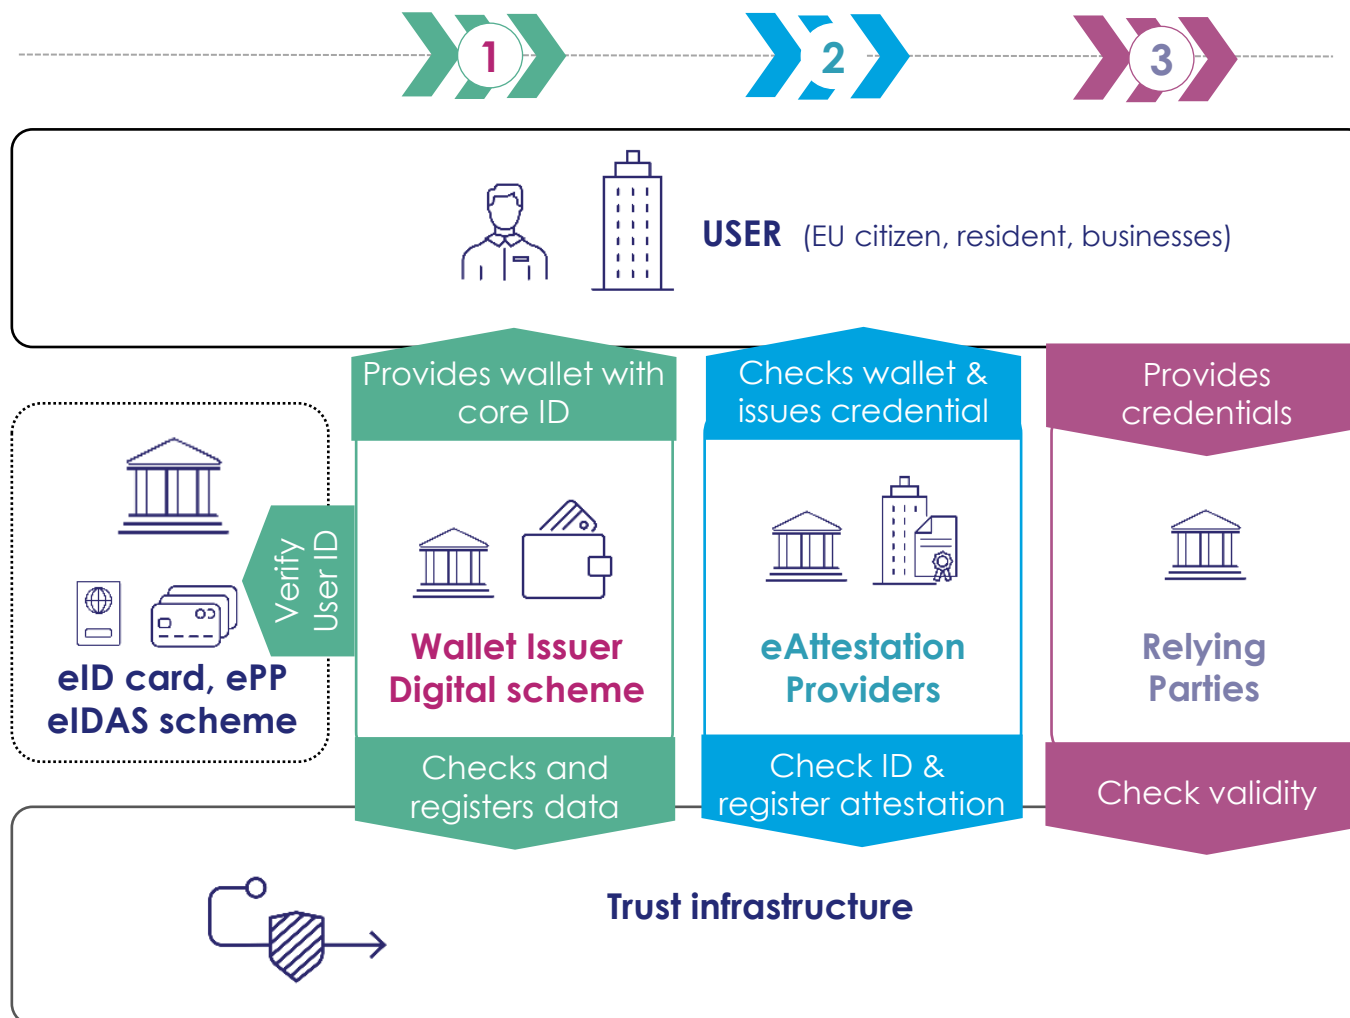 1
2
3
USER (EU citizen, resident, businesses)
Provides wallet with
core ID
Checks wallet &
issues credential
Provides
credentials
Verify
User ID
eID card, ePP
eIDAS scheme
Wallet Issuer
Digital scheme
eAttestation
Providers
Relying
Parties
Checks and
registers data
Check ID &
register attestation
Check validity
Trust infrastructure